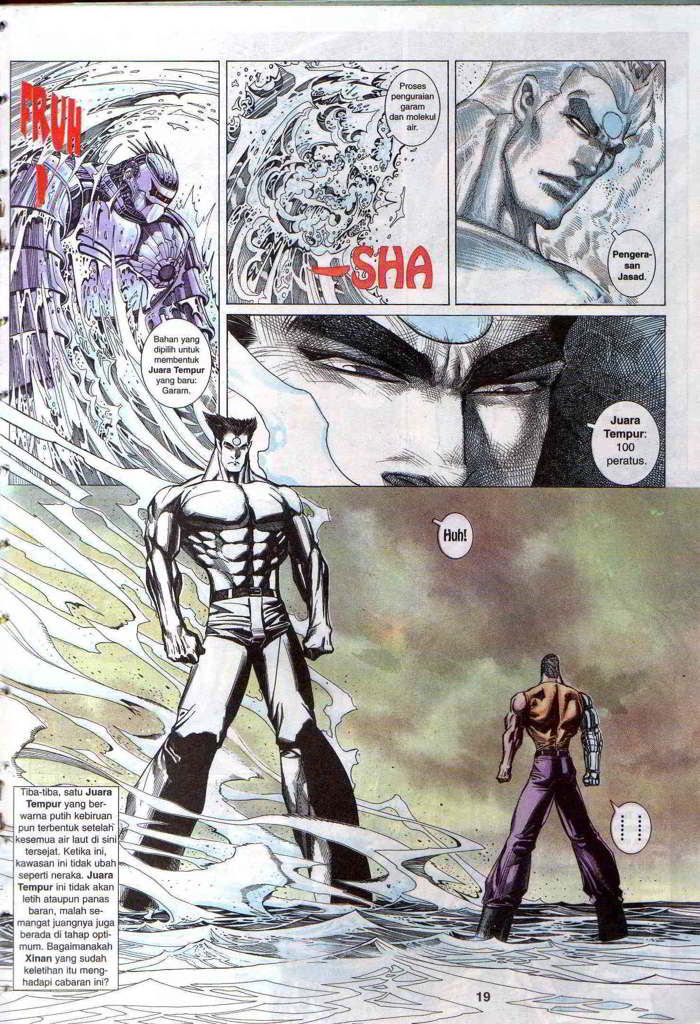 FRUH
!
Bahan yang
dipilih untuk
membentuk
Juara Tempur
yang baru:
Garam.
Proses
penguraian
garam
dan molekul
air.
–SHA
Pengera-
san
Jasad.
Juara
Tempur:
100
peratus.
Huh!
Tiba-tiba, satu Juara
Tempur yang ber-
warna putih kebiruan
pun terbentuk setelah
kesemua air laut di sini
tersejat. Ketika ini,
kawasan ini tidak ubah
seperti neraka. Juara
Tempur ini tidak akan
letih ataupun panas
baran, malah se-
mangat juangnya juga
berada di tahap opti-
mum. Bagaimanakah
Xinan yang sudah
keletihan itu meng-
hadapi cabaran ini?
19